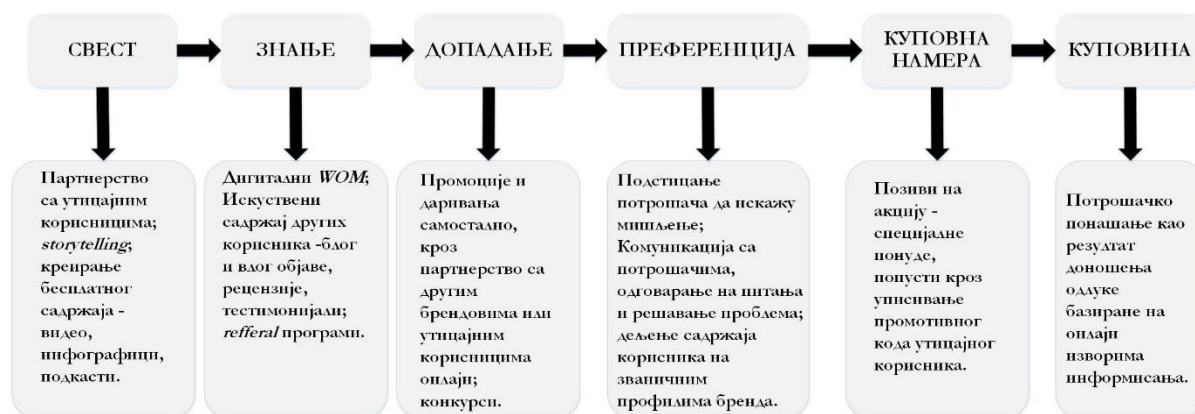 СВЕСТ
ЗНАЊЕ
ДОПАДАЊЕ
ПРЕФЕРЕНЦИЈА
КУПОВНА
НАМЕРА
КУПОВИНА
Партнерство
са утицајним
корисницима;
storytelling;
креирање
бесплатног
садржаја -
видео,
инфографици,
подкасти.
Дигитални WOM;
Искуствени
садржај других
корисника -блог
и влог објаве,
рецензије,
тестимонијали;
refferal програми.
Промоције и
даривања
самостално,
кроз
партнерство са
другим
брендовима или
утицајним
корисницима
онлајн;
конкурси.
Подстицање
потрошача да искажу
мишљење;
Комуникација са
потрошачима,
одговарање на питања
и решавање проблема;
дељење садржаја
корисника на
званичним
профилима бренда.
Позиви на
акцију -
специјалне
понуде,
попусти кроз
уписивање
промотивног
кода утицајног
корисника.
Потрошачко
понашање као
резултат
доношења
одлуке
базиране на
онлајн
изворима
информисања.